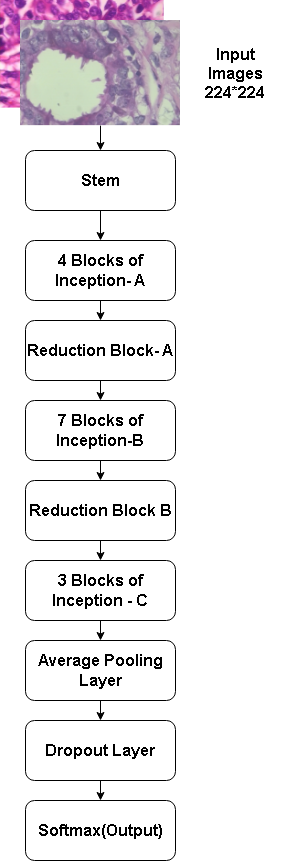 Input
Images
224*224
Stem
4 Blocks of
Inception- A
Reduction Block- A
7 Blocks of
Inception-B
Reduction Block B
3 Blocks of
Inception - C
Average Pooling
Layer
Dropout Layer
Softmax(Output)